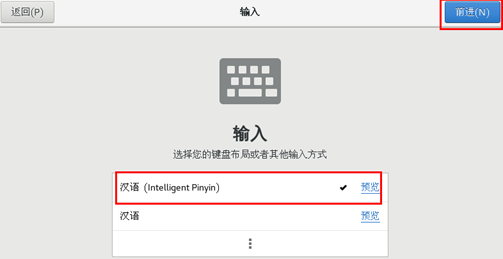 返回(P)
输入
前进(N)
输入
选择您的键盘布局或者其他输入方式
汉语 (Intelligent Pinyin) ✔ 预览
汉语 预览